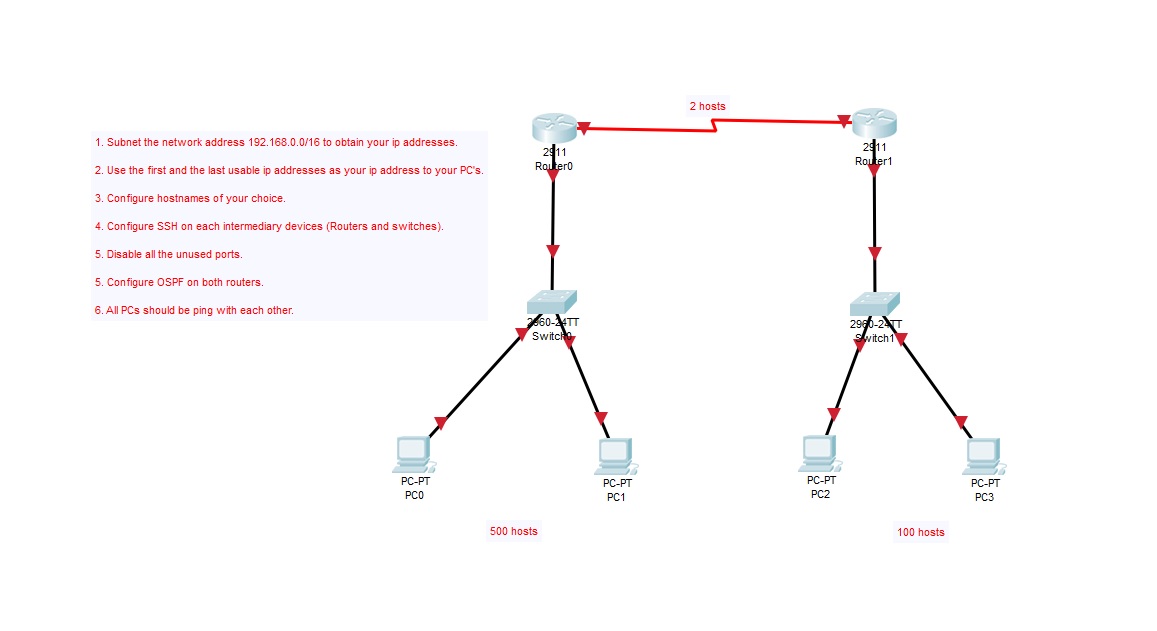 2 hosts
1. Subnet the network address 192.168.0.0/16 to obtain your ip addresses.
2. Use the first and the last usable ip addresses as your ip address to your PC's.
3. Configure hostnames of your choice.
4. Configure SSH on each intermediary devices (Routers and switches).
5. Disable all the unused ports.
5. Configure OSPF on both routers.
6. All PCs should be ping with each other.
2911
Router0
2911
Router1
2960-24TT
Switch0
2960-24TT
Switch1
PC-PT
PC0
PC-PT
PC1
PC-PT
PC2
PC-PT
PC3
500 hosts
100 hosts